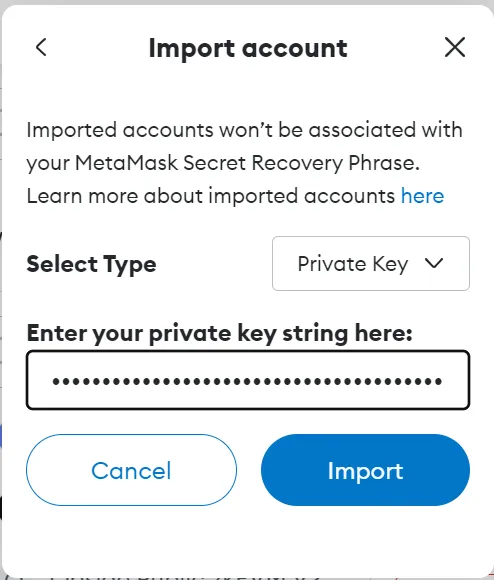 Import account
Imported accounts won’t be associated with
your MetaMask Secret Recovery Phrase.
Learn more about imported accounts here
Select Type
Private Key
Enter your private key string here:
•••••••••••••••••••••••••••••••••••••••
Cancel
Import